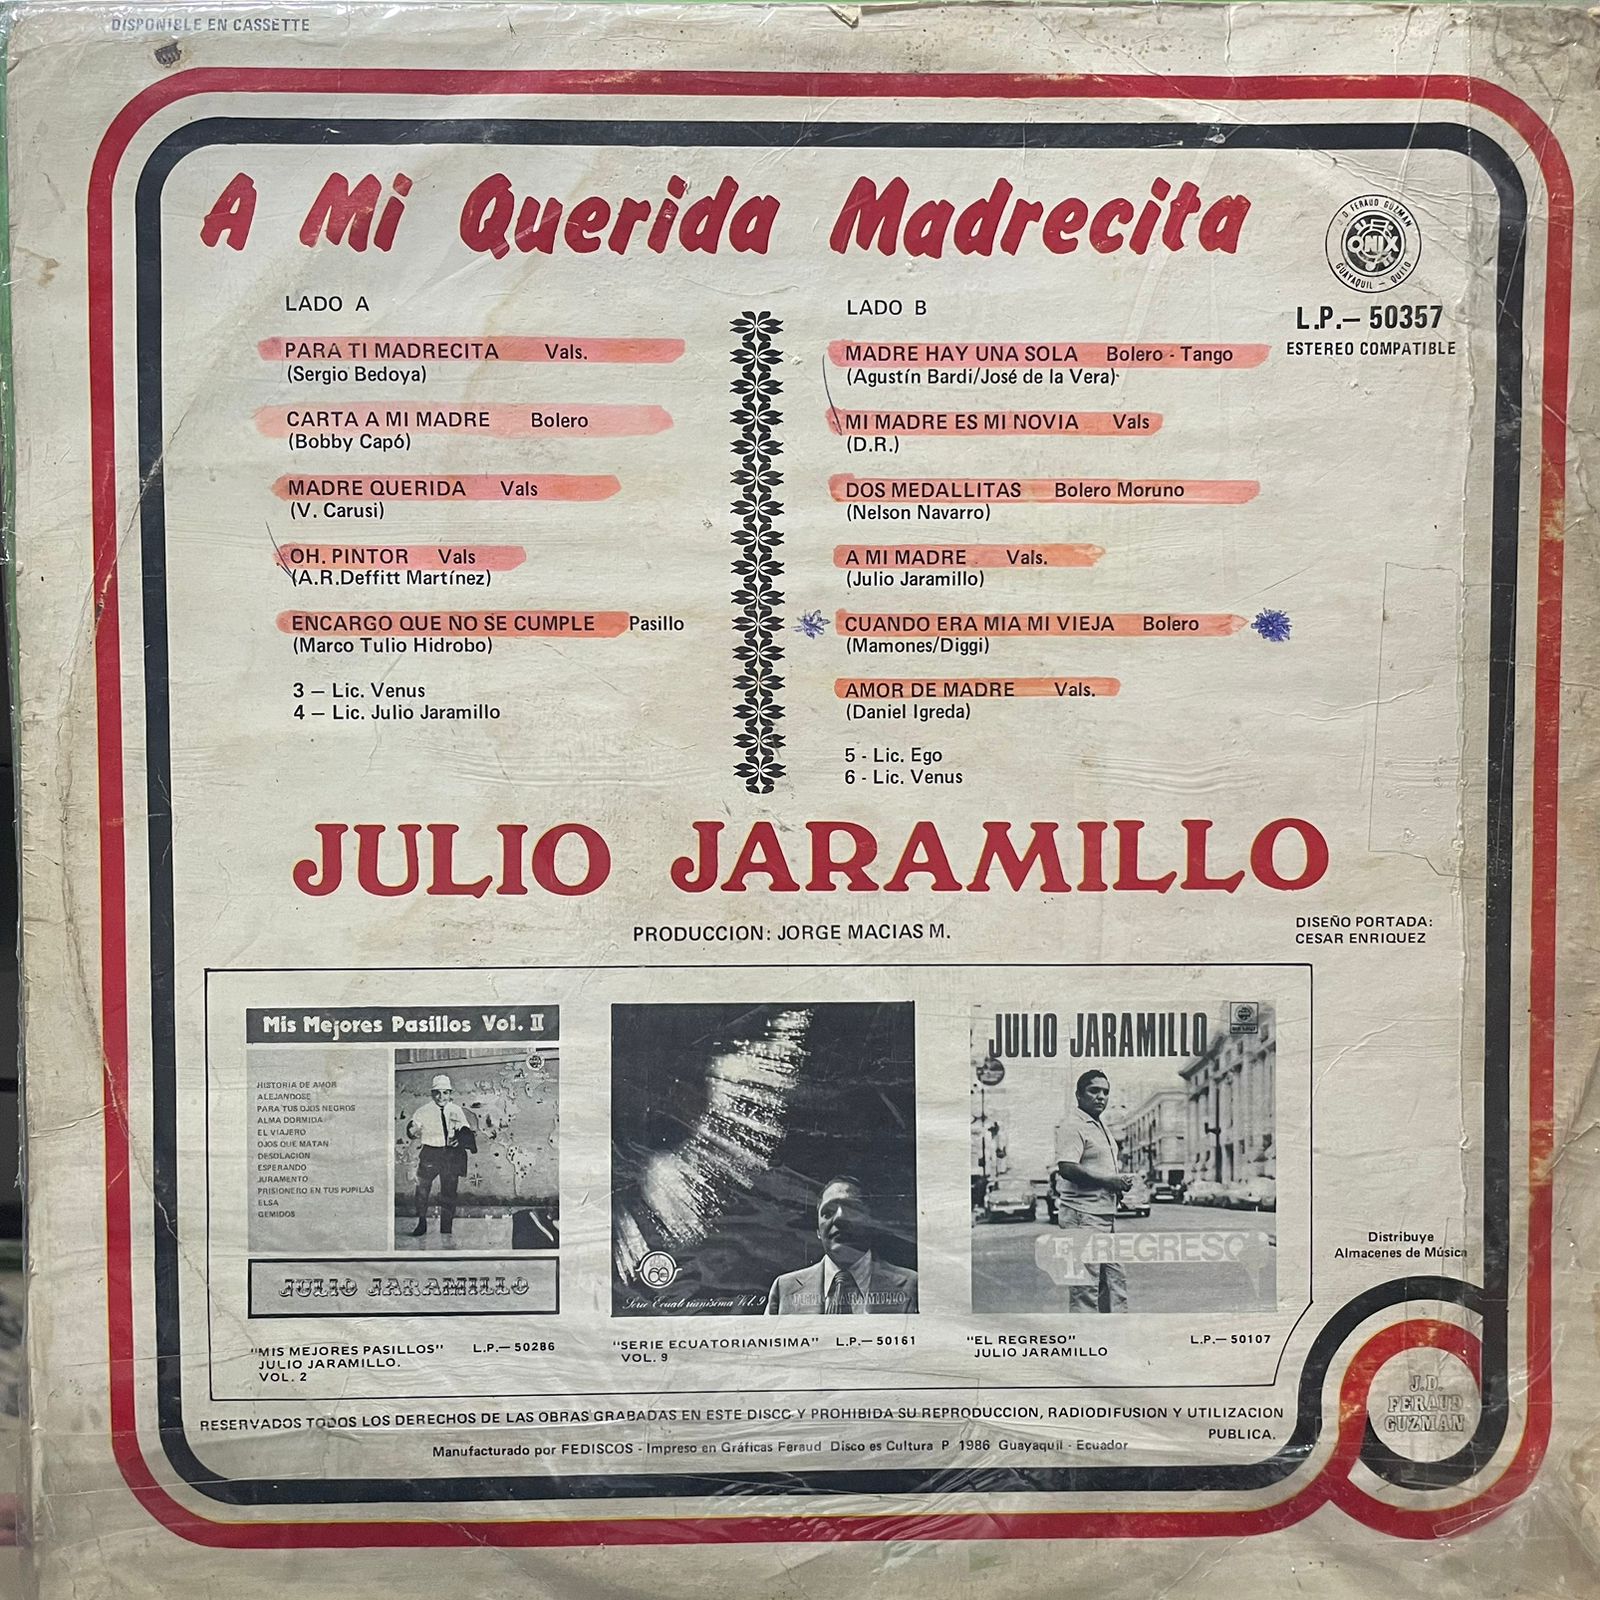 DISPONIBLE EN CASSETTE
A Mi Querida Madrecita
J. D. FERAUD GUZMAN
ONIX
GUAYAQUIL — QUITO
L.P.— 50357
ESTEREO COMPATIBLE
LADO A
PARA TI MADRECITA Vals.
(Sergio Bedoya)
CARTA A MI MADRE Bolero
(Bobby Capó)
MADRE QUERIDA Vals
(V. Carusi)
OH. PINTOR Vals
(A.R.Deffitt Martínez)
ENCARGO QUE NO SE CUMPLE Pasillo
(Marco Tulio Hidrobo)
3 — Lic. Venus
4 — Lic. Julio Jaramillo
LADO B
MADRE HAY UNA SOLA Bolero - Tango
(Agustín Bardi/José de la Vera)
MI MADRE ES MI NOVIA Vals
(D.R.)
DOS MEDALLITAS Bolero Moruno
(Nelson Navarro)
A MI MADRE Vals.
(Julio Jaramillo)
CUANDO ERA MIA MI VIEJA Bolero
(Mamones/Diggi)
AMOR DE MADRE Vals.
(Daniel Igreda)
5 - Lic. Ego
6 - Lic. Venus
JULIO JARAMILLO
PRODUCCION: JORGE MACIAS M.
DISEÑO PORTADA:
CESAR ENRIQUEZ
Mis Mejores Pasillos Vol. II
HISTORIA DE AMOR
ALEJANDOSE
PARA TUS OJOS NEGROS
ALMA DORMIDA
EL VIAJERO
OJOS QUE MATAN
DESOLACION
ESPERANDO
JURAMENTO
PRISIONERO EN TUS PUPILAS
ELSA
GEMIDOS
JULIO JARAMILLO
"MIS MEJORES PASILLOS" L.P.— 50286
JULIO JARAMILLO.
VOL. 2
Serie Ecuatorianisima Vol. 9
JULIO JARAMILLO
"SERIE ECUATORIANISIMA" L.P.— 50161
VOL. 9
JULIO JARAMILLO
EL REGRESO
"EL REGRESO" L.P.— 50107
JULIO JARAMILLO
Distribuye
Almacenes de Música
J.D.
FERAUD
GUZMAN
RESERVADOS TODOS LOS DERECHOS DE LAS OBRAS GRABADAS EN ESTE DISCO Y PROHIBIDA SU REPRODUCCION, RADIODIFUSION Y UTILIZACION
PUBLICA.
Manufacturado por FEDISCOS - Impreso en Gráficas Feraud Disco es Cultura P 1986 Guayaquil - Ecuador